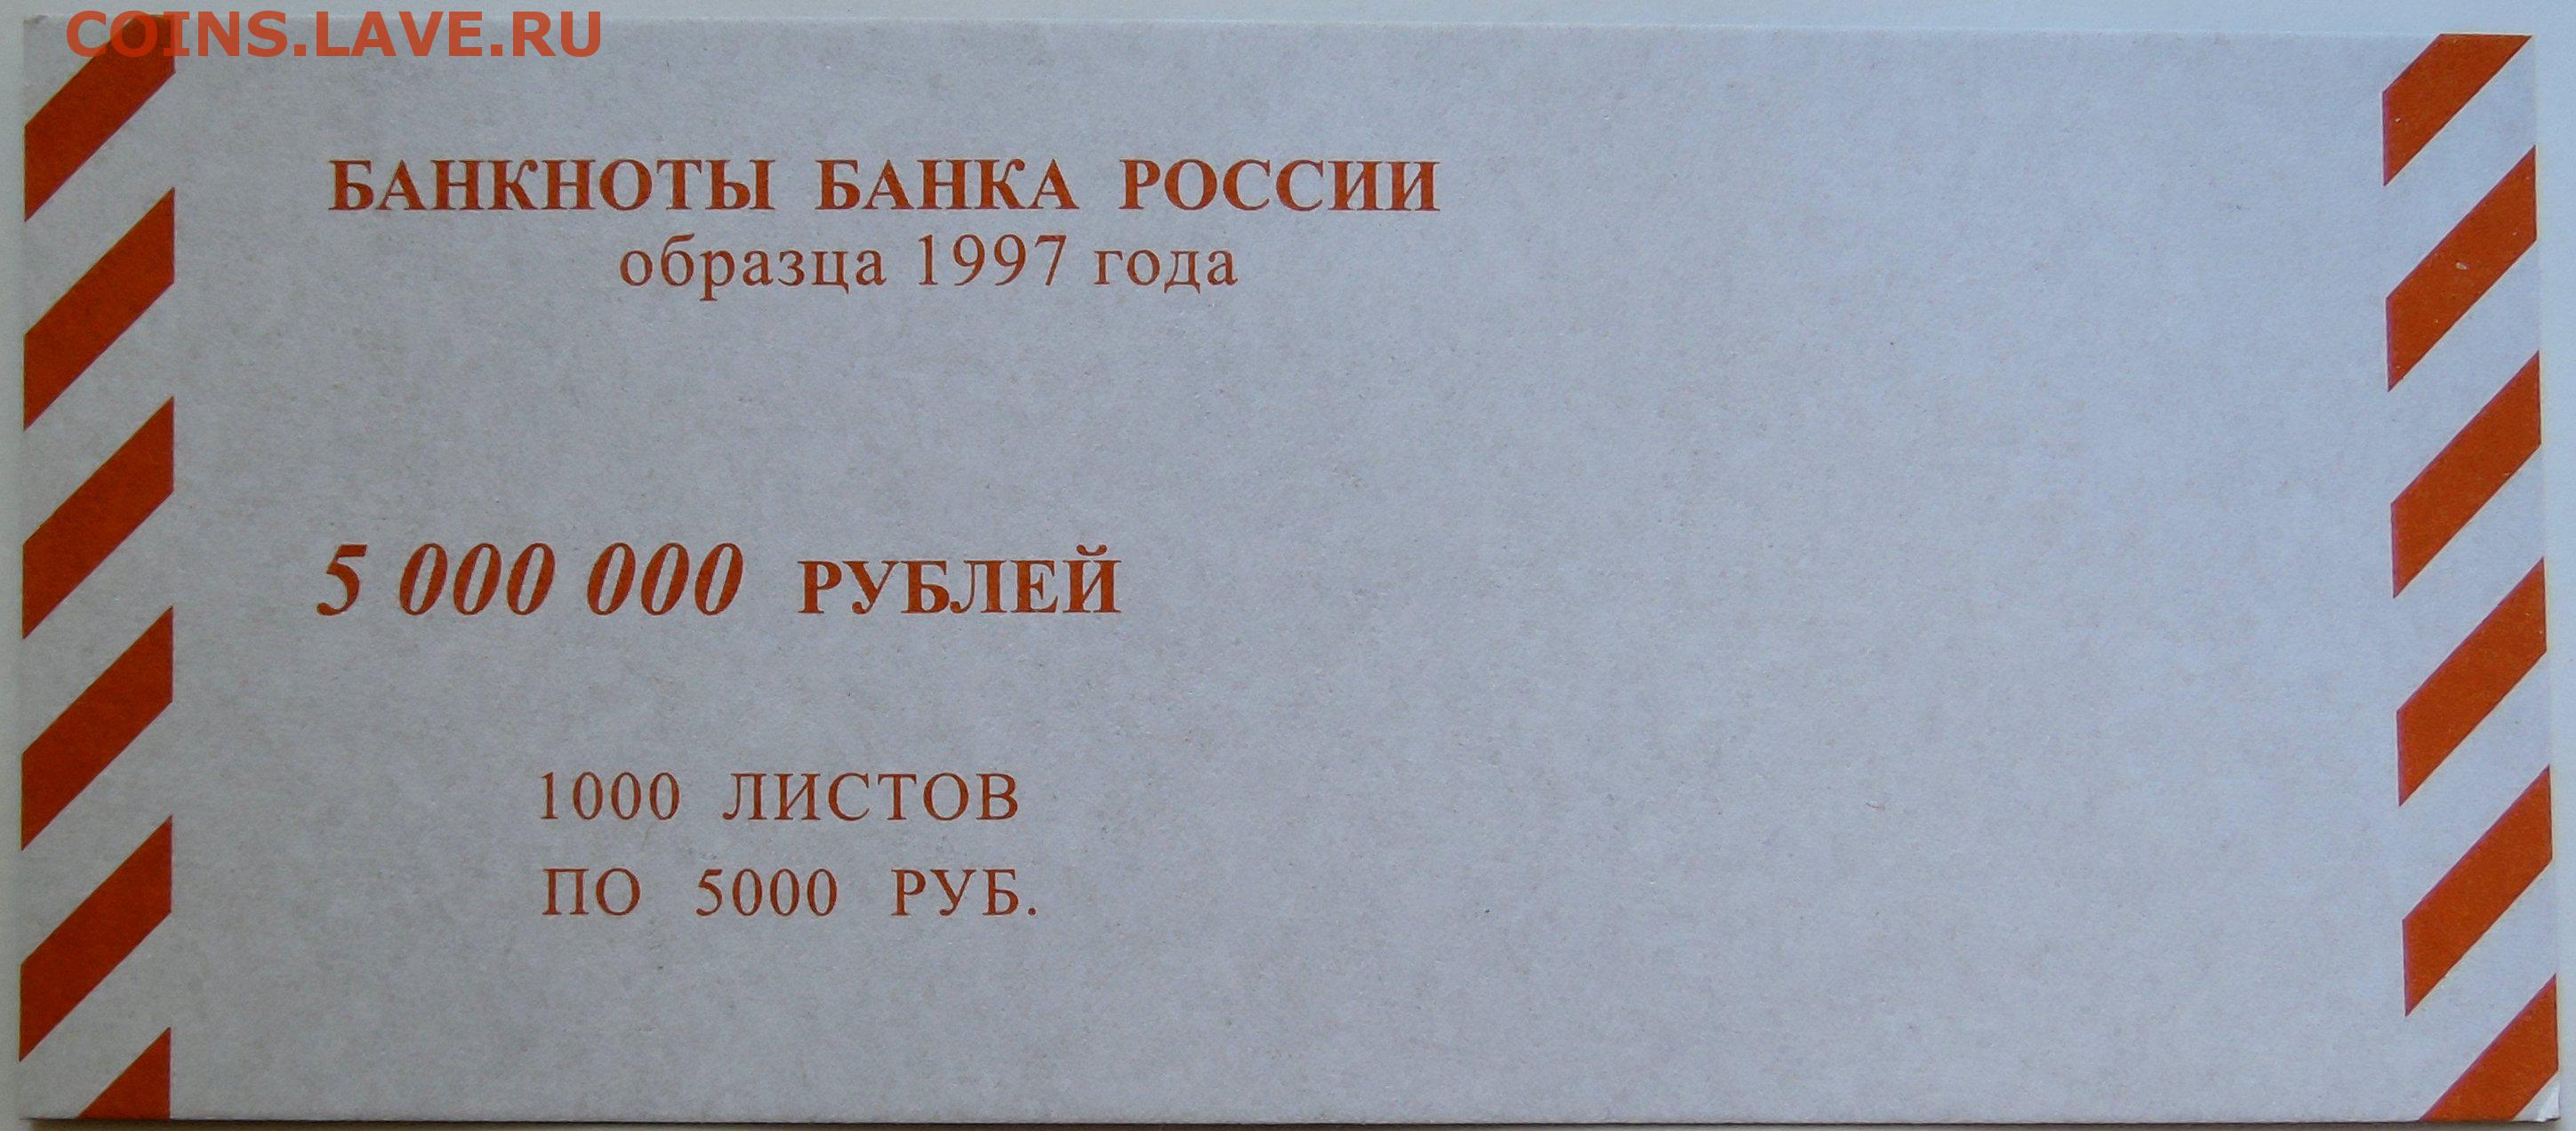 COINS.LAVE.RU
БАНКНОТЫ БАНКА РОССИИ
образца 1997 года
5 000 000 РУБЛЕЙ
1000 ЛИСТОВ
ПО 5000 РУБ.